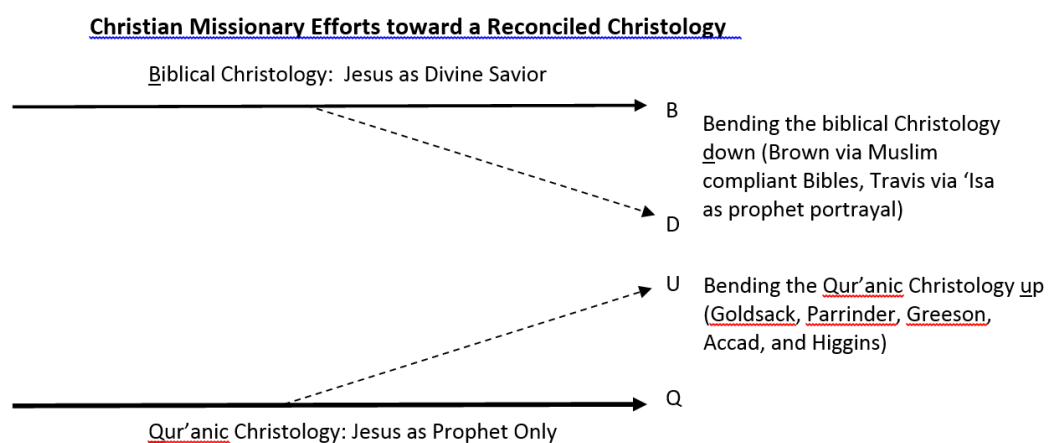 Christian Missionary Efforts toward a Reconciled Christology
Biblical Christology:  Jesus as Divine Savior
B
Bending the biblical Christology
down (Brown via Muslim
compliant Bibles, Travis via ‘Isa
as prophet portrayal)
D
U
Bending the Qur’anic Christology up
(Goldsack, Parrinder, Greeson,
Accad, and Higgins)
Q
Qur’anic Christology: Jesus as Prophet Only